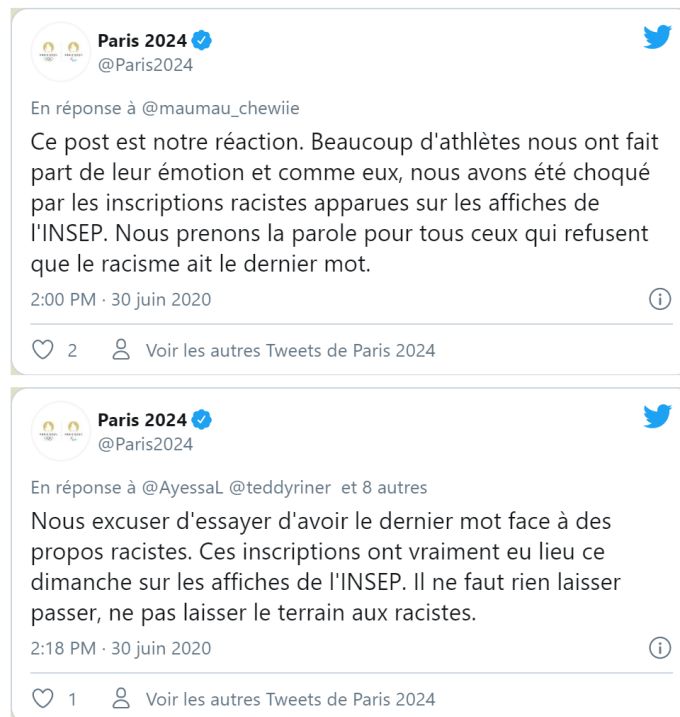 Paris 2024
@Paris2024
En réponse à @maumau_chewiie
Ce post est notre réaction. Beaucoup d'athlètes nous ont fait
part de leur émotion et comme eux, nous avons été choqué
par les inscriptions racistes apparues sur les affiches de
l'INSEP. Nous prenons la parole pour tous ceux qui refusent
que le racisme ait le dernier mot.
2:00 PM · 30 juin 2020
2 Voir les autres Tweets de Paris 2024
Paris 2024
@Paris2024
En réponse à @AyessaL @teddyriner et 8 autres
Nous excuser d'essayer d'avoir le dernier mot face à des
propos racistes. Ces inscriptions ont vraiment eu lieu ce
dimanche sur les affiches de l'INSEP. Il ne faut rien laisser
passer, ne pas laisser le terrain aux racistes.
2:18 PM · 30 juin 2020
1 Voir les autres Tweets de Paris 2024